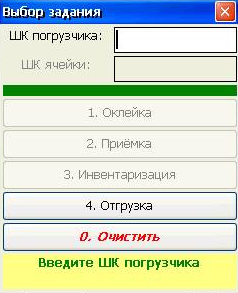 Выбор задания
ШК погрузчика:
ШК ячейки:
1. Оклейка
2. Приёмка
3. Инвентаризация
4. Отгрузка
0. Очистить
Введите ШК погрузчика